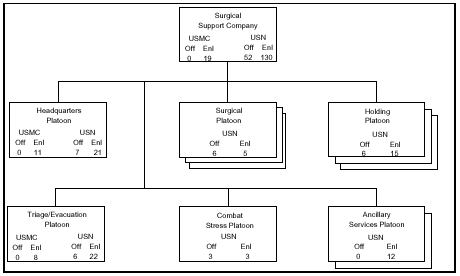 Surgical
Support Company
USMC USN
Off Enl Off Enl
0 19 52 130
Headquarters
Platoon
USMC USN
Off Enl Off Enl
0 11 7 21
Surgical
Platoon
USN
Off Enl
6 5
Holding
Platoon
USN
Off Enl
6 15
Triage/Evacuation
Platoon
USMC USN
Off Enl Off Enl
0 8 6 22
Combat
Stress Platoon
USN
Off Enl
3 3
Ancillary
Services Platoon
USN
Off Enl
0 12